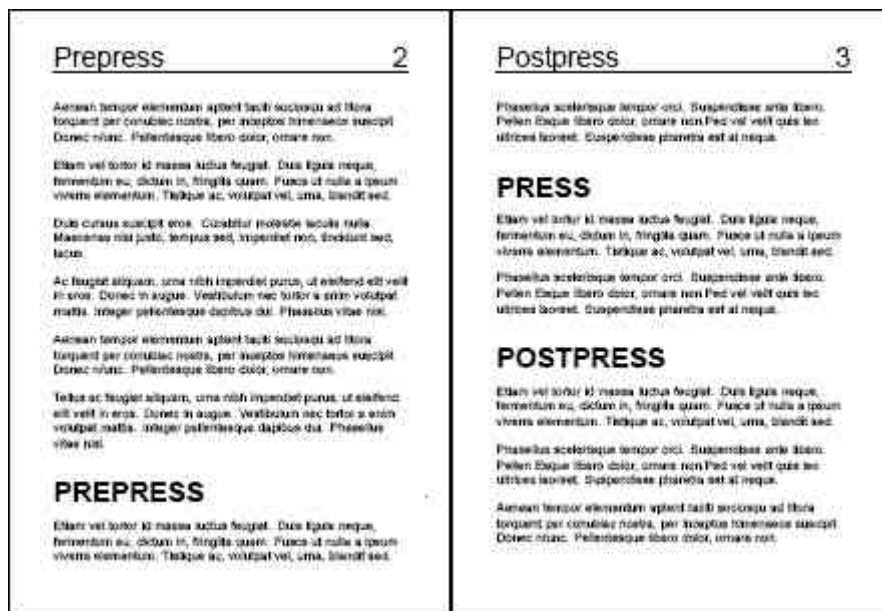 Prepress 2
Aenean tempor elementum aptent taciti sociosqu ad litora
torquent per conubiec nostra, per inceptos himenaeos suscipit.
Donec n/unc. Pellentesque libero dolor, ornare non.
Etiam vel tortor id massa luctus feugiat. Duis ligula neque,
fermentum eu, dictum in, fringilla quam. Fusce ut nulla a ipsum
viverra elementum. Tistique ac, volutpat vel, urna, blandit sed.
Duis cursus suscipit eros. Curabitur molestie iaculis nulla.
Maecenas nisl justo, tempus sed, imperdiet non, tincidunt sed,
lacus.
Ac feugiat aliquam, urna nibh imperdiet purus, ut eleifend elit velit
in eros. Donec in augue. Vestibulum nec tortor a enim volutpat
mattis. Integer pellentesque dapibus dui. Phasellus vitae nisl.
Aenean tempor elementum aptent taciti sociosqu ad litora
torquent per conubiec nostra, per inceptos himenaeos suscipit.
Donec n/unc. Pellentesque libero dolor, ornare non.
Tellus ac feugiat aliquam, urna nibh imperdiet purus, ut eleifend
elit velit in eros. Donec in augue. Vestibulum nec tortor a enim
volutpat mattis. Integer pellentesque dapibus dui. Phasellus
vitae nisl.
PREPRESS
Etiam vel tortor id massa luctus feugiat. Duis ligula neque,
fermentum eu, dictum in, fringilla quam. Fusce ut nulla a ipsum
viverra elementum. Tistique ac, volutpat vel, urna, blandit sed.
Postpress 3
Phasellus scelerisque tempor orci. Suspendisse ante libero.
Pellen Esque libero dolor, ornare non Ped vel velit quis leo
ultrices laoreet. Suspendisse pharetra est at neque.
PRESS
Etiam vel tortor id massa luctus feugiat. Duis ligula neque,
fermentum eu, dictum in, fringilla quam. Fusce ut nulla a ipsum
viverra elementum. Tistique ac, volutpat vel, urna, blandit sed.
Phasellus scelerisque tempor orci. Suspendisse ante libero.
Pellen Esque libero dolor, ornare non Ped vel velit quis leo
ultrices laoreet. Suspendisse pharetra est at neque.
POSTPRESS
Etiam vel tortor id massa luctus feugiat. Duis ligula neque,
fermentum eu, dictum in, fringilla quam. Fusce ut nulla a ipsum
viverra elementum. Tistique ac, volutpat vel, urna, blandit sed.
Phasellus scelerisque tempor orci. Suspendisse ante libero.
Pellen Esque libero dolor, ornare non Ped vel velit quis leo
ultrices laoreet. Suspendisse pharetra est at neque.
Aenean tempor elementum aptent taciti sociosqu ad litora
torquent per conubiec nostra, per inceptos himenaeos suscipit.
Donec n/unc. Pellentesque libero dolor, ornare non.